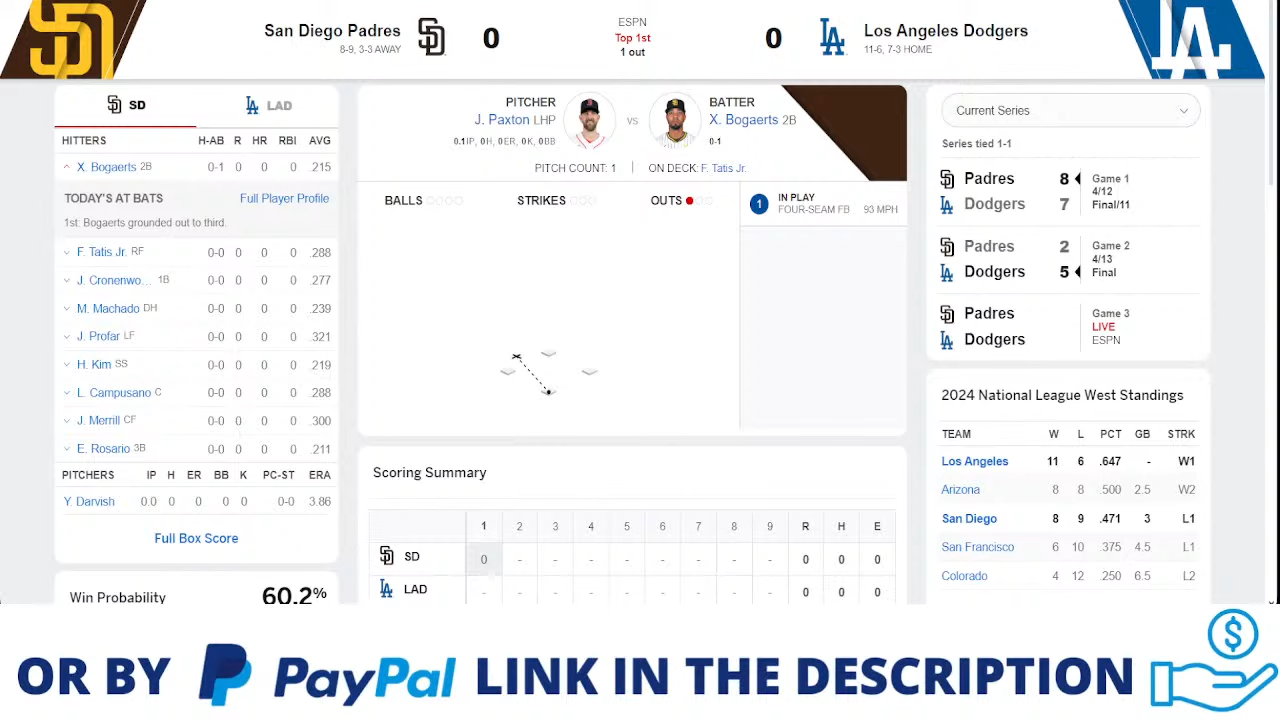 San Diego Padres
8-9, 3-3 AWAY
0
ESPN
Top 1st
1 out
0
Los Angeles Dodgers
11-6, 7-3 HOME
SD LAD
HITTERS H-AB R HR RBI AVG
X. Bogaerts 2B 0-1 0 0 0 .215
TODAY'S AT BATS Full Player Profile
1st: Bogaerts grounded out to third.
F. Tatis Jr. RF 0-0 0 0 0 .288
J. Cronenwo... 1B 0-0 0 0 0 .277
M. Machado DH 0-0 0 0 0 .239
J. Profar LF 0-0 0 0 0 .321
H. Kim SS 0-0 0 0 0 .219
L. Campusano C 0-0 0 0 0 .288
J. Merrill CF 0-0 0 0 0 .300
E. Rosario 3B 0-0 0 0 0 .211
PITCHERS IP H ER BB K PC-ST ERA
Y. Darvish 0.0 0 0 0 0 0-0 3.86
Full Box Score
Win Probability 60.2%
PITCHER
J. Paxton LHP
0.1IP, 0H, 0ER, 0K, 0BB
VS
BATTER
X. Bogaerts 2B
0-1
PITCH COUNT: 1 ON DECK: F. Tatis Jr.
BALLS STRIKES OUTS
1 IN PLAY
FOUR-SEAM FB 93 MPH
Scoring Summary
1 2 3 4 5 6 7 8 9 R H E
SD 0 - - - - - - - - 0 0 0
LAD - - - - - - - - - 0 0 0
Current Series
Series tied 1-1
Padres 8 Game 1
4/12
Dodgers 7 Final/11
Padres 2 Game 2
4/13
Dodgers 5 Final
Padres Game 3
LIVE
Dodgers ESPN
2024 National League West Standings
TEAM W L PCT GB STRK
Los Angeles 11 6 .647 - W1
Arizona 8 8 .500 2.5 W2
San Diego 8 9 .471 3 L1
San Francisco 6 10 .375 4.5 L1
Colorado 4 12 .250 6.5 L2
OR BY PayPal LINK IN THE DESCRIPTION